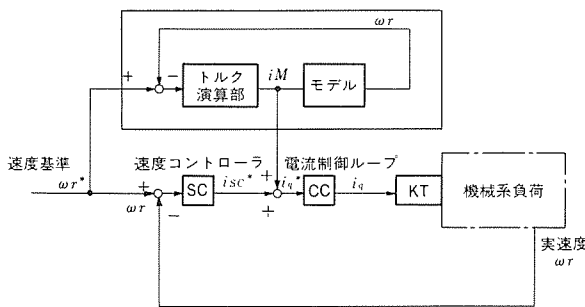 ωr
+
−
トルク
演算部
iM
モデル
速度基準
ωr*
速度コントローラ
電流制御ループ
+
ωr
−
SC
isc*
+
+
iq*
CC
iq
KT
機械系負荷
実速度
ωr